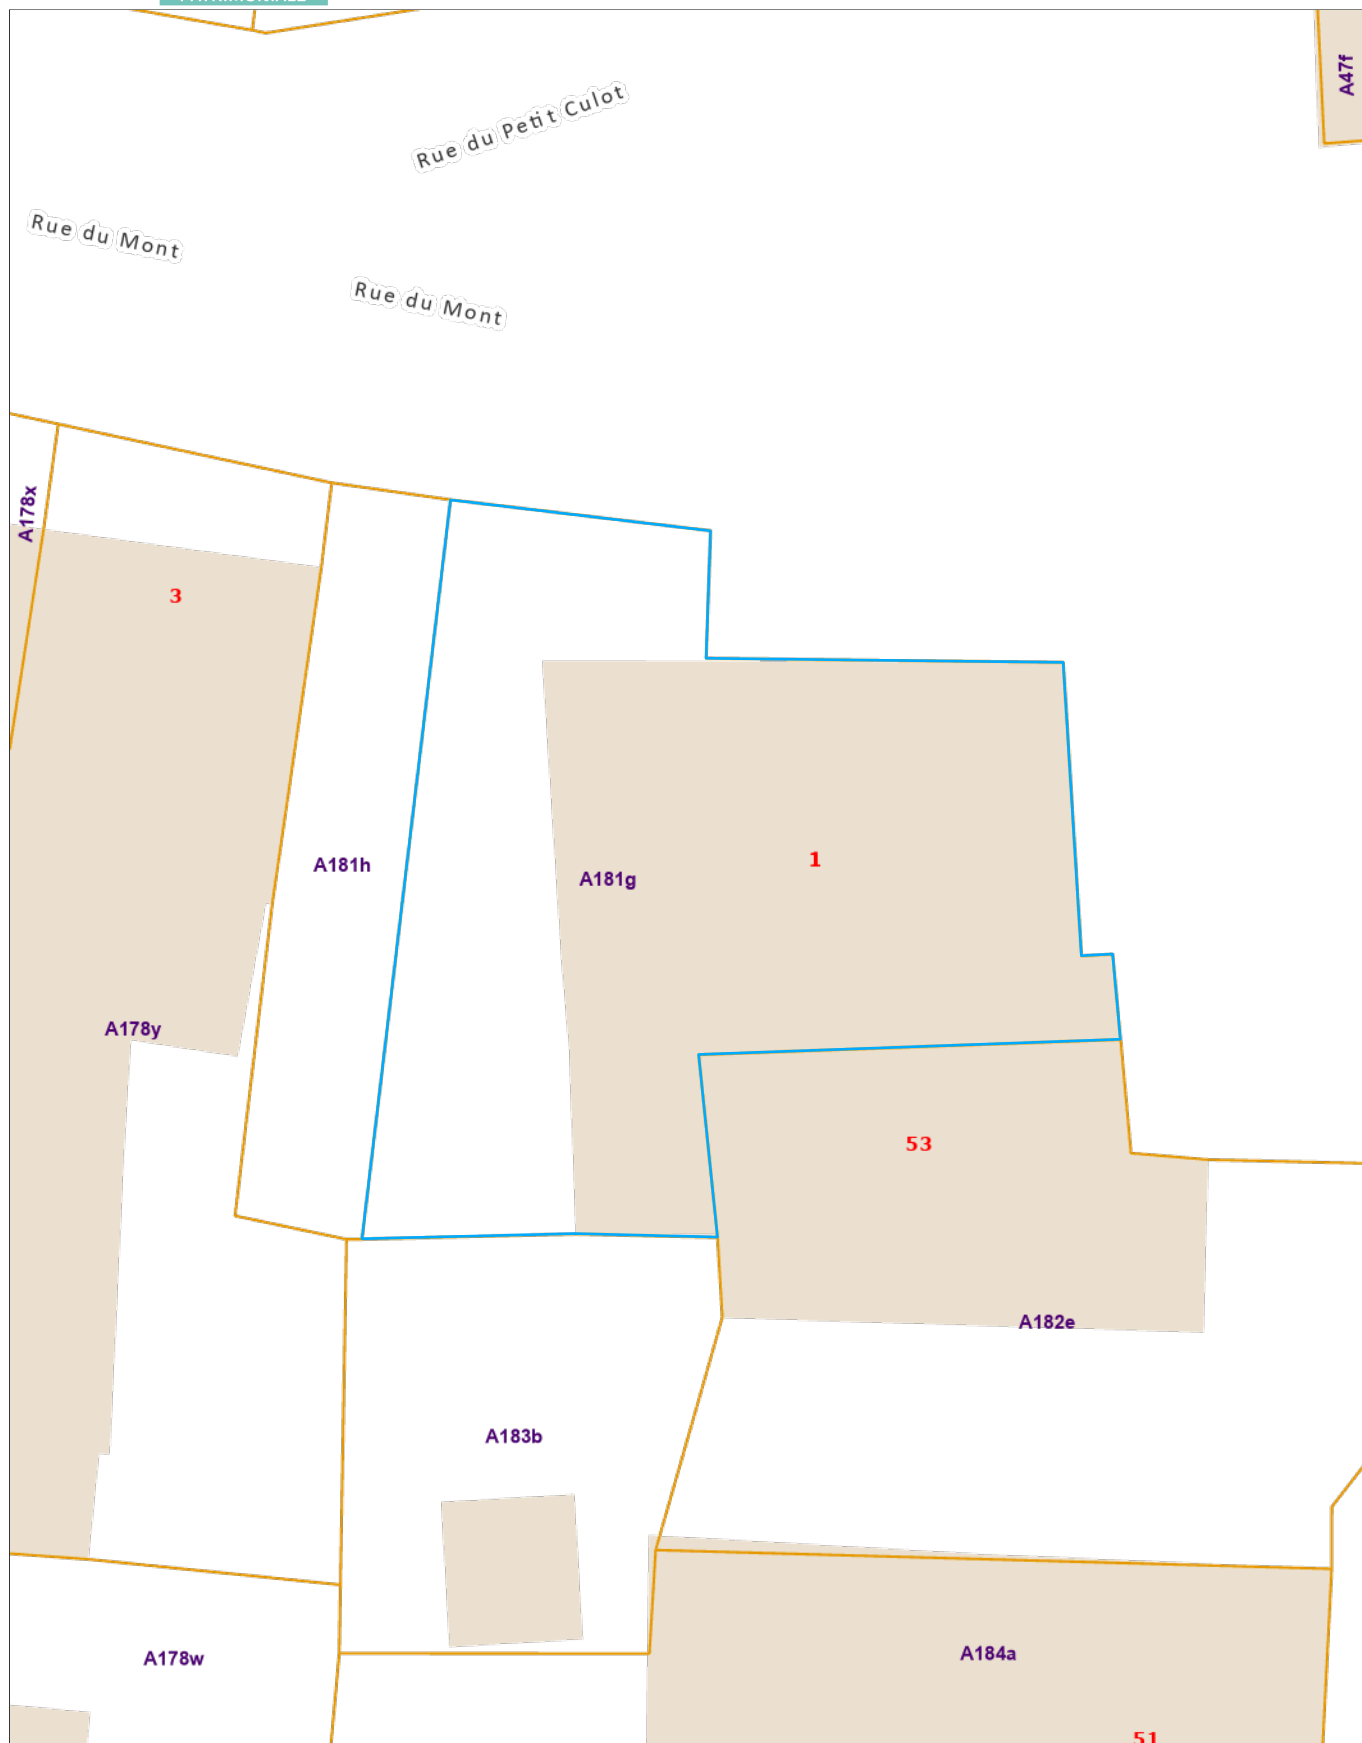 Rue du Petit Culot
A47f
Rue du Mont
Rue du Mont
A178x
3
A181h
A181g
1
A178y
53
A182e
A183b
A178w
A184a
51